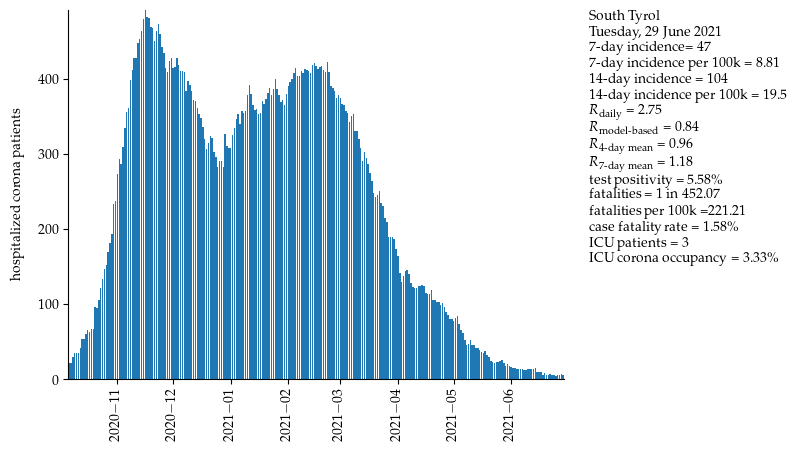 South Tyrol
Tuesday, 29 June 2021
7-day incidence= 47
7-day incidence per 100k = 8.81
14-day incidence = 104
14-day incidence per 100k = 19.5
R_daily = 2.75
R_model-based = 0.84
R_4-day mean = 0.96
R_7-day mean = 1.18
test positivity = 5.58%
fatalities = 1 in 452.07
fatalities per 100k =221.21
case fatality rate = 1.58%
ICU patients = 3
ICU corona occupancy = 3.33%
hospitalized corona patients
400
300
200
100
0
2020−11
2020−12
2021−01
2021−02
2021−03
2021−04
2021−05
2021−06